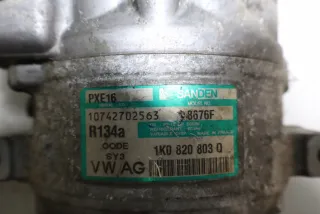 PXE16 SANDEN
10742702563 8676F
R134a
CODE
SY3
VW AG 1K0 820 803 Q